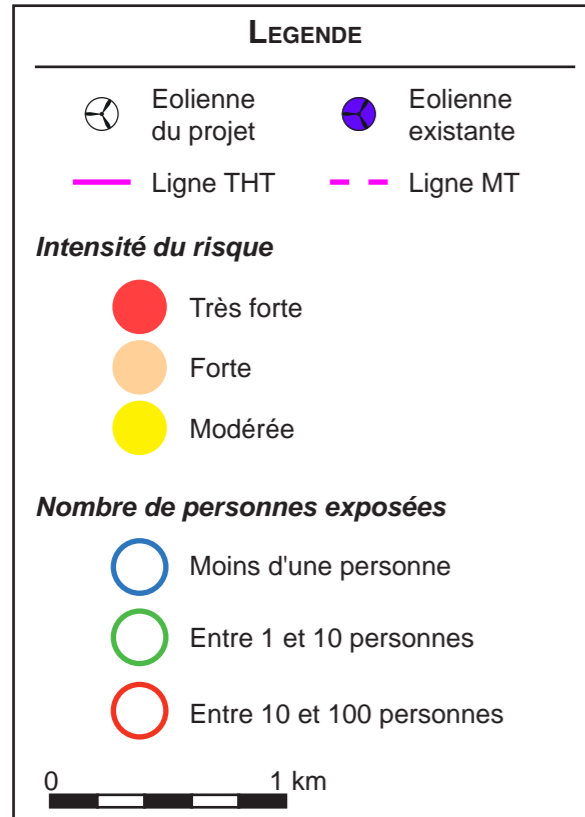 LEGENDE
Eolienne du projet
Eolienne existante
Ligne THT
Ligne MT
Intensité du risque
Très forte
Forte
Modérée
Nombre de personnes exposées
Moins d'une personne
Entre 1 et 10 personnes
Entre 10 et 100 personnes
0 1 km